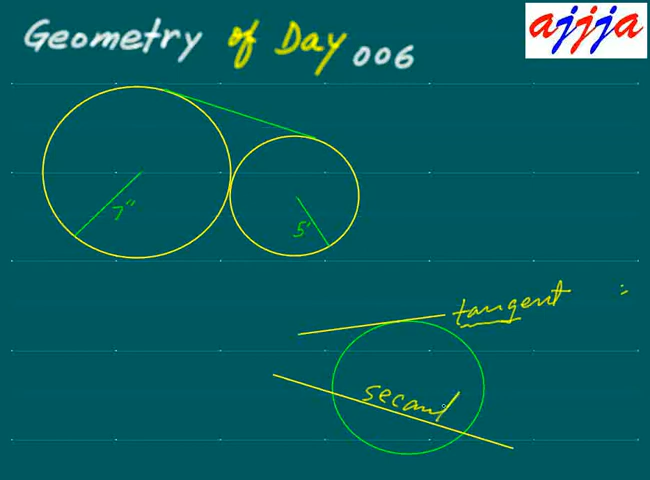 Geometry of Day 006
ajjja
7"
5"
tangent :
secant